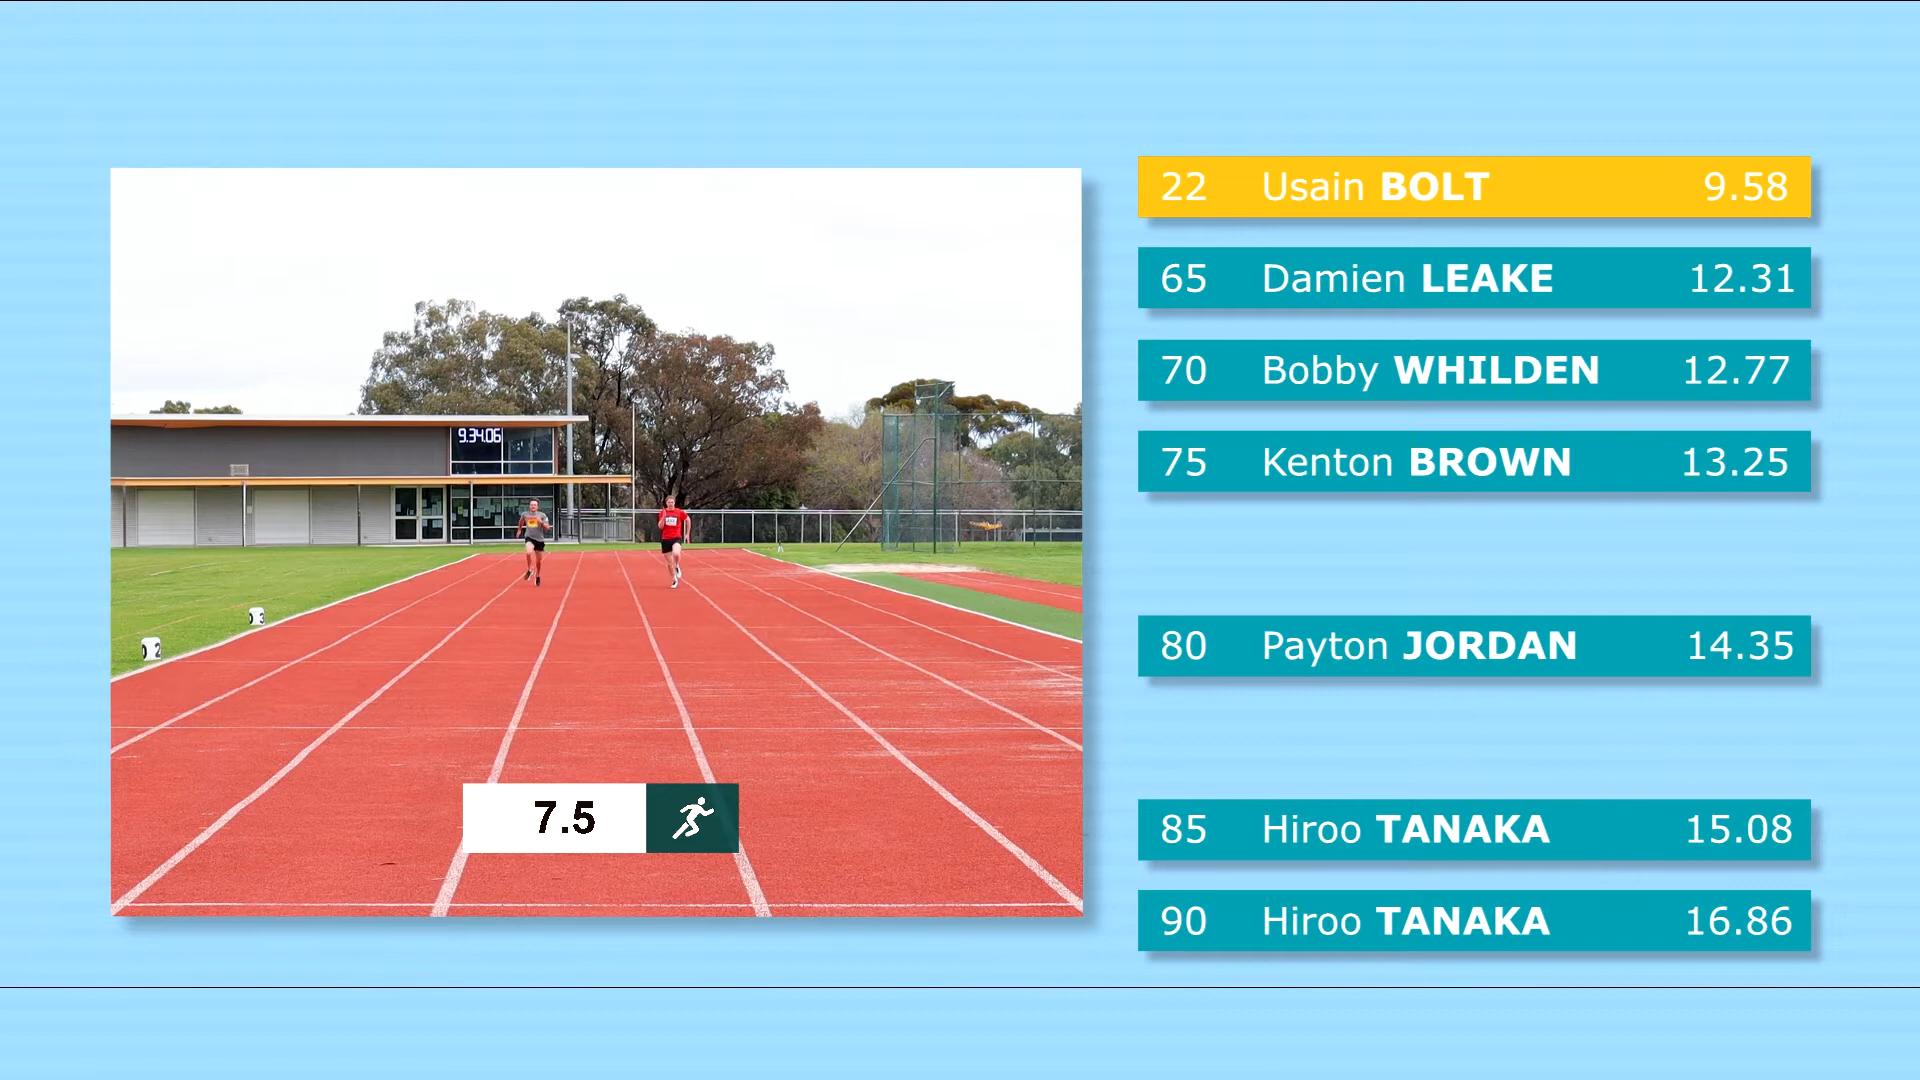 22 Usain BOLT 9.58
65 Damien LEAKE 12.31
70 Bobby WHILDEN 12.77
75 Kenton BROWN 13.25
80 Payton JORDAN 14.35
85 Hiroo TANAKA 15.08
90 Hiroo TANAKA 16.86
9.34.06
3
2
7.5